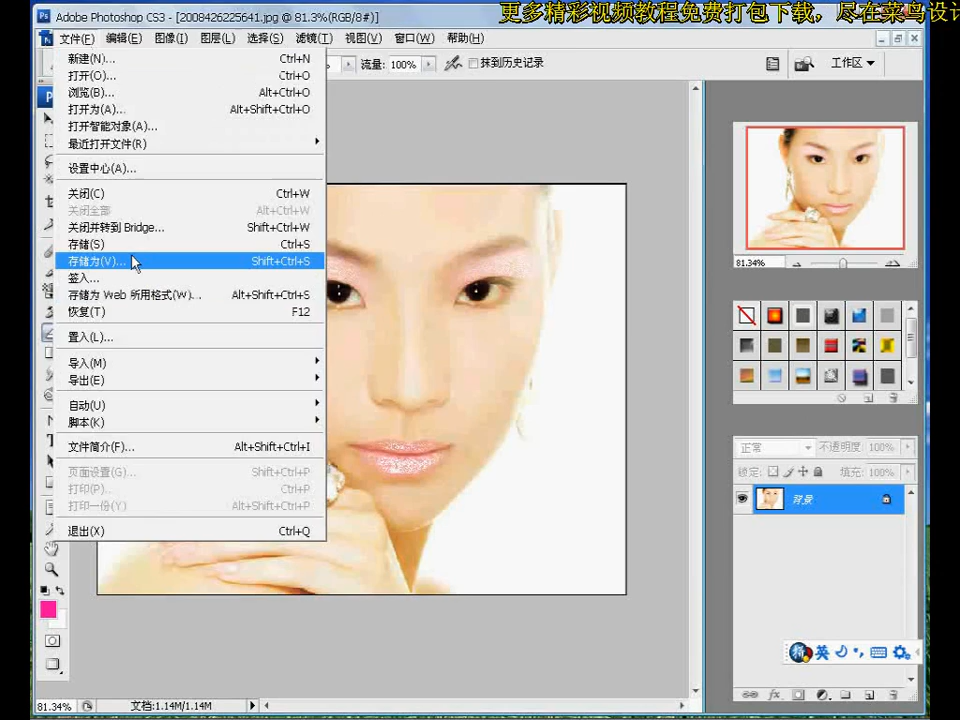 更多精彩视频教程免费打包下载，尽在菜鸟设计
Adobe Photoshop CS3 - [2008426225641.jpg @ 81.3%(RGB/8#)]
文件(F) 编辑(E) 图像(I) 图层(L) 选择(S) 滤镜(T) 视图(V) 窗口(W) 帮助(H)
流量: 100% 抹到历史记录 工作区
新建(N)... Ctrl+N
打开(O)... Ctrl+O
浏览(B)... Alt+Ctrl+O
打开为(A)... Alt+Shift+Ctrl+O
打开智能对象(A)...
最近打开文件(R)
设置中心(A)...
关闭(C) Ctrl+W
关闭全部 Alt+Ctrl+W
关闭并转到 Bridge... Shift+Ctrl+W
存储(S) Ctrl+S
存储为(V)... Shift+Ctrl+S
签入...
存储为 Web 所用格式(W)... Alt+Shift+Ctrl+S
恢复(T) F12
置入(L)...
导入(M)
导出(E)
自动(U)
脚本(K)
文件简介(F)... Alt+Shift+Ctrl+I
页面设置(G)... Shift+Ctrl+P
打印(P)... Ctrl+P
打印一份(Y) Alt+Shift+Ctrl+P
退出(X) Ctrl+Q
81.34%
正常 不透明度: 100%
锁定: 填充: 100%
背景
英
81.34% 文档:1.14M/1.14M